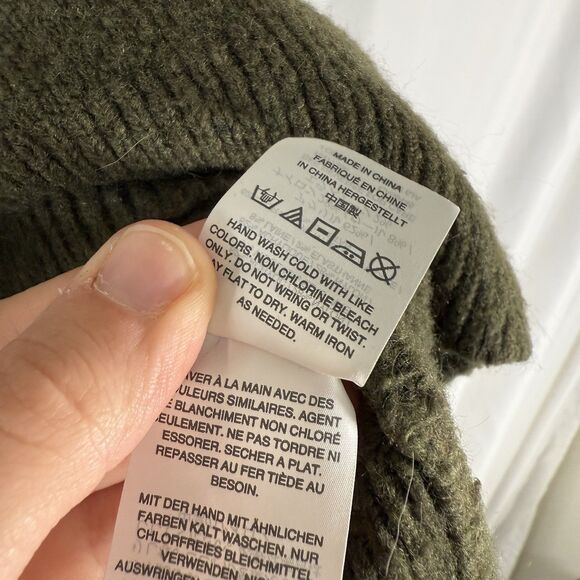 MADE IN CHINA
FABRIQUÉ EN CHINE
IN CHINA HERGESTELLT
中国製
HAND WASH COLD WITH LIKE
COLORS. NON CHLORINE BLEACH
ONLY. DO NOT WRING OR TWIST.
LAY FLAT TO DRY. WARM IRON
AS NEEDED.
LAVER À LA MAIN AVEC DES
COULEURS SIMILAIRES. AGENT
DE BLANCHIMENT NON CHLORÉ
SEULEMENT. NE PAS TORDRE NI
ESSORER. SECHER A PLAT.
REPASSER AU FER TIÈDE AU
BESOIN.
MIT DER HAND MIT ÄHNLICHEN
FARBEN KALT WASCHEN. NUR
CHLORFREIES BLEICHMITTEL
VERWENDEN.
AUSWRINGEN